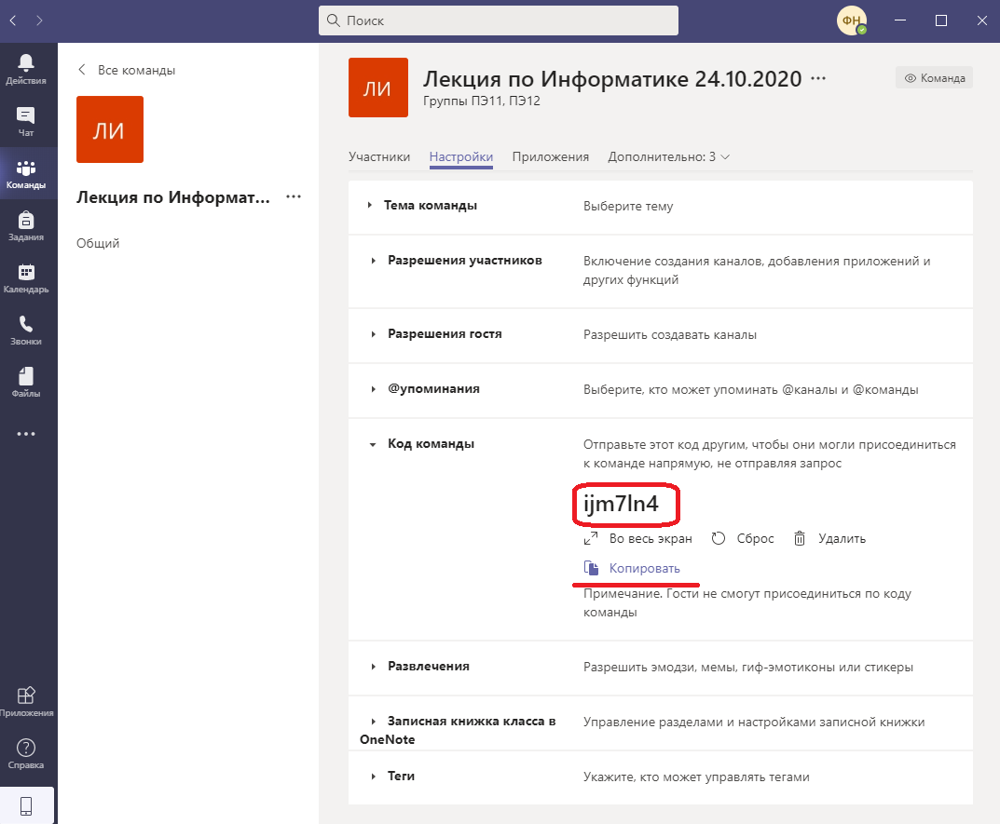 Поиск
ФН
Действия
Чат
Команды
Задания
Календарь
Звонки
Файлы
Приложения
Справка
Все команды
ЛИ
Лекция по Информат...
Общий
ЛИ
Лекция по Информатике 24.10.2020
Группы ПЭ11, ПЭ12
Команда
Участники Настройки Приложения Дополнительно: 3
Тема команды Выберите тему
Разрешения участников Включение создания каналов, добавления приложений и
других функций
Разрешения гостя Разрешить создавать каналы
@упоминания Выберите, кто может упоминать @каналы и @команды
Код команды Отправьте этот код другим, чтобы они могли присоединиться
к команде напрямую, не отправляя запрос
ijm7ln4
Во весь экран Сброс Удалить
Копировать
Примечание. Гости не смогут присоединиться по коду
команды
Развлечения Разрешить эмодзи, мемы, гиф-эмотиконы или стикеры
Записная книжка класса в Управление разделами и настройками записной книжки
OneNote
Теги Укажите, кто может управлять тегами